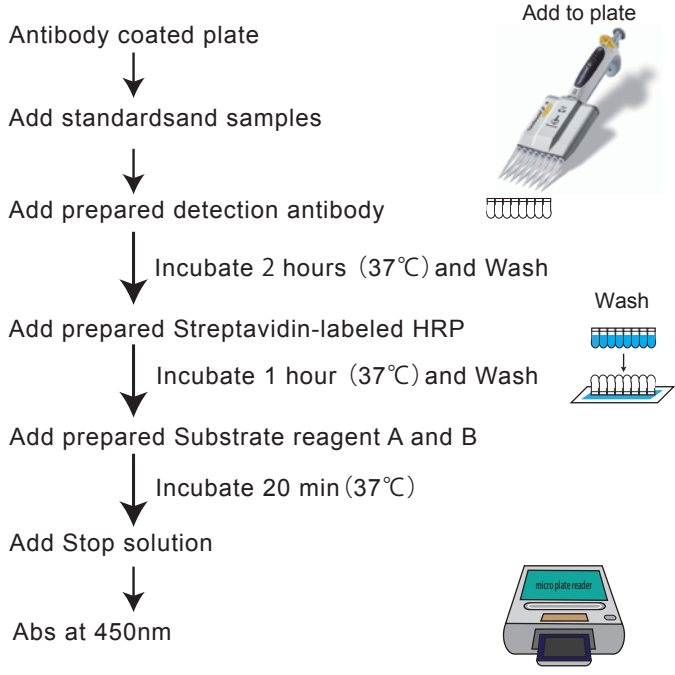 Add to plate
Antibody coated plate
Add standardsand samples
Add prepared detection antibody
Incubate 2 hours (37℃) and Wash
Wash
Add prepared Streptavidin-labeled HRP
Incubate 1 hour (37℃) and Wash
Add prepared Substrate reagent A and B
Incubate 20 min (37℃)
Add Stop solution
micro plate reader
Abs at 450nm